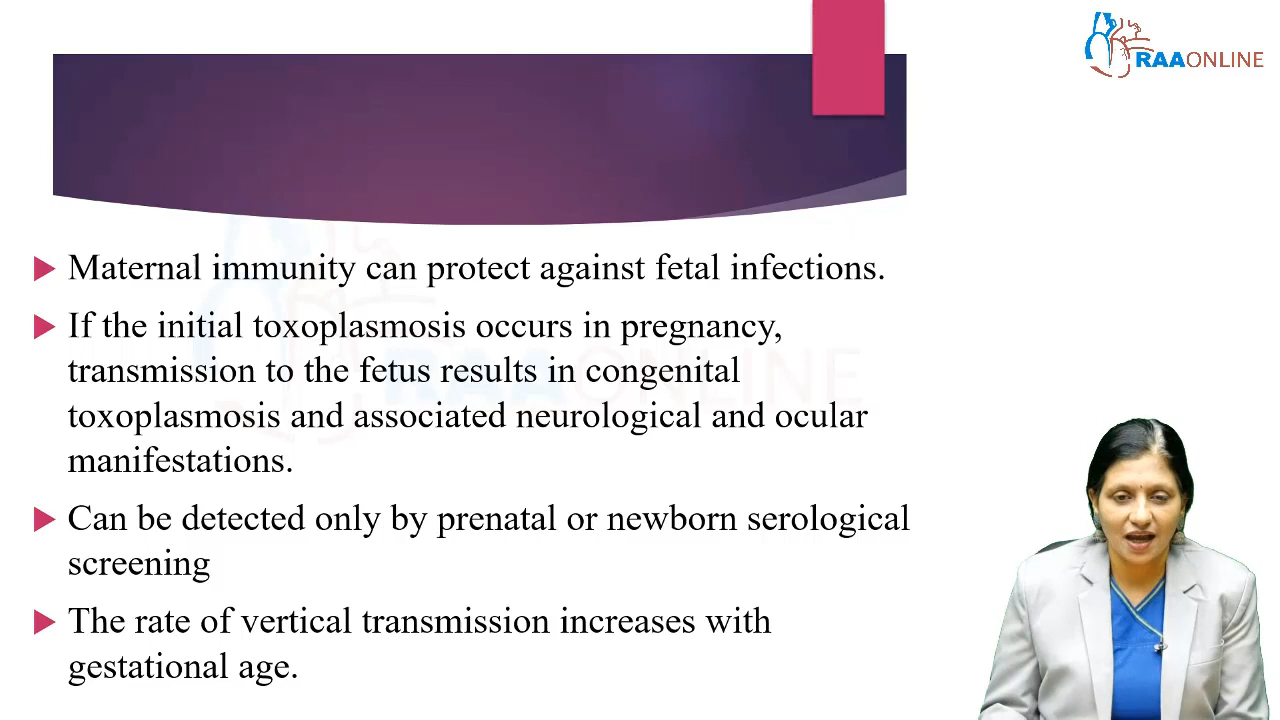 RAAONLINE
Maternal immunity can protect against fetal infections.
If the initial toxoplasmosis occurs in pregnancy,
transmission to the fetus results in congenital
toxoplasmosis and associated neurological and ocular
manifestations.
Can be detected only by prenatal or newborn serological
screening
The rate of vertical transmission increases with
gestational age.
RAAONLINE